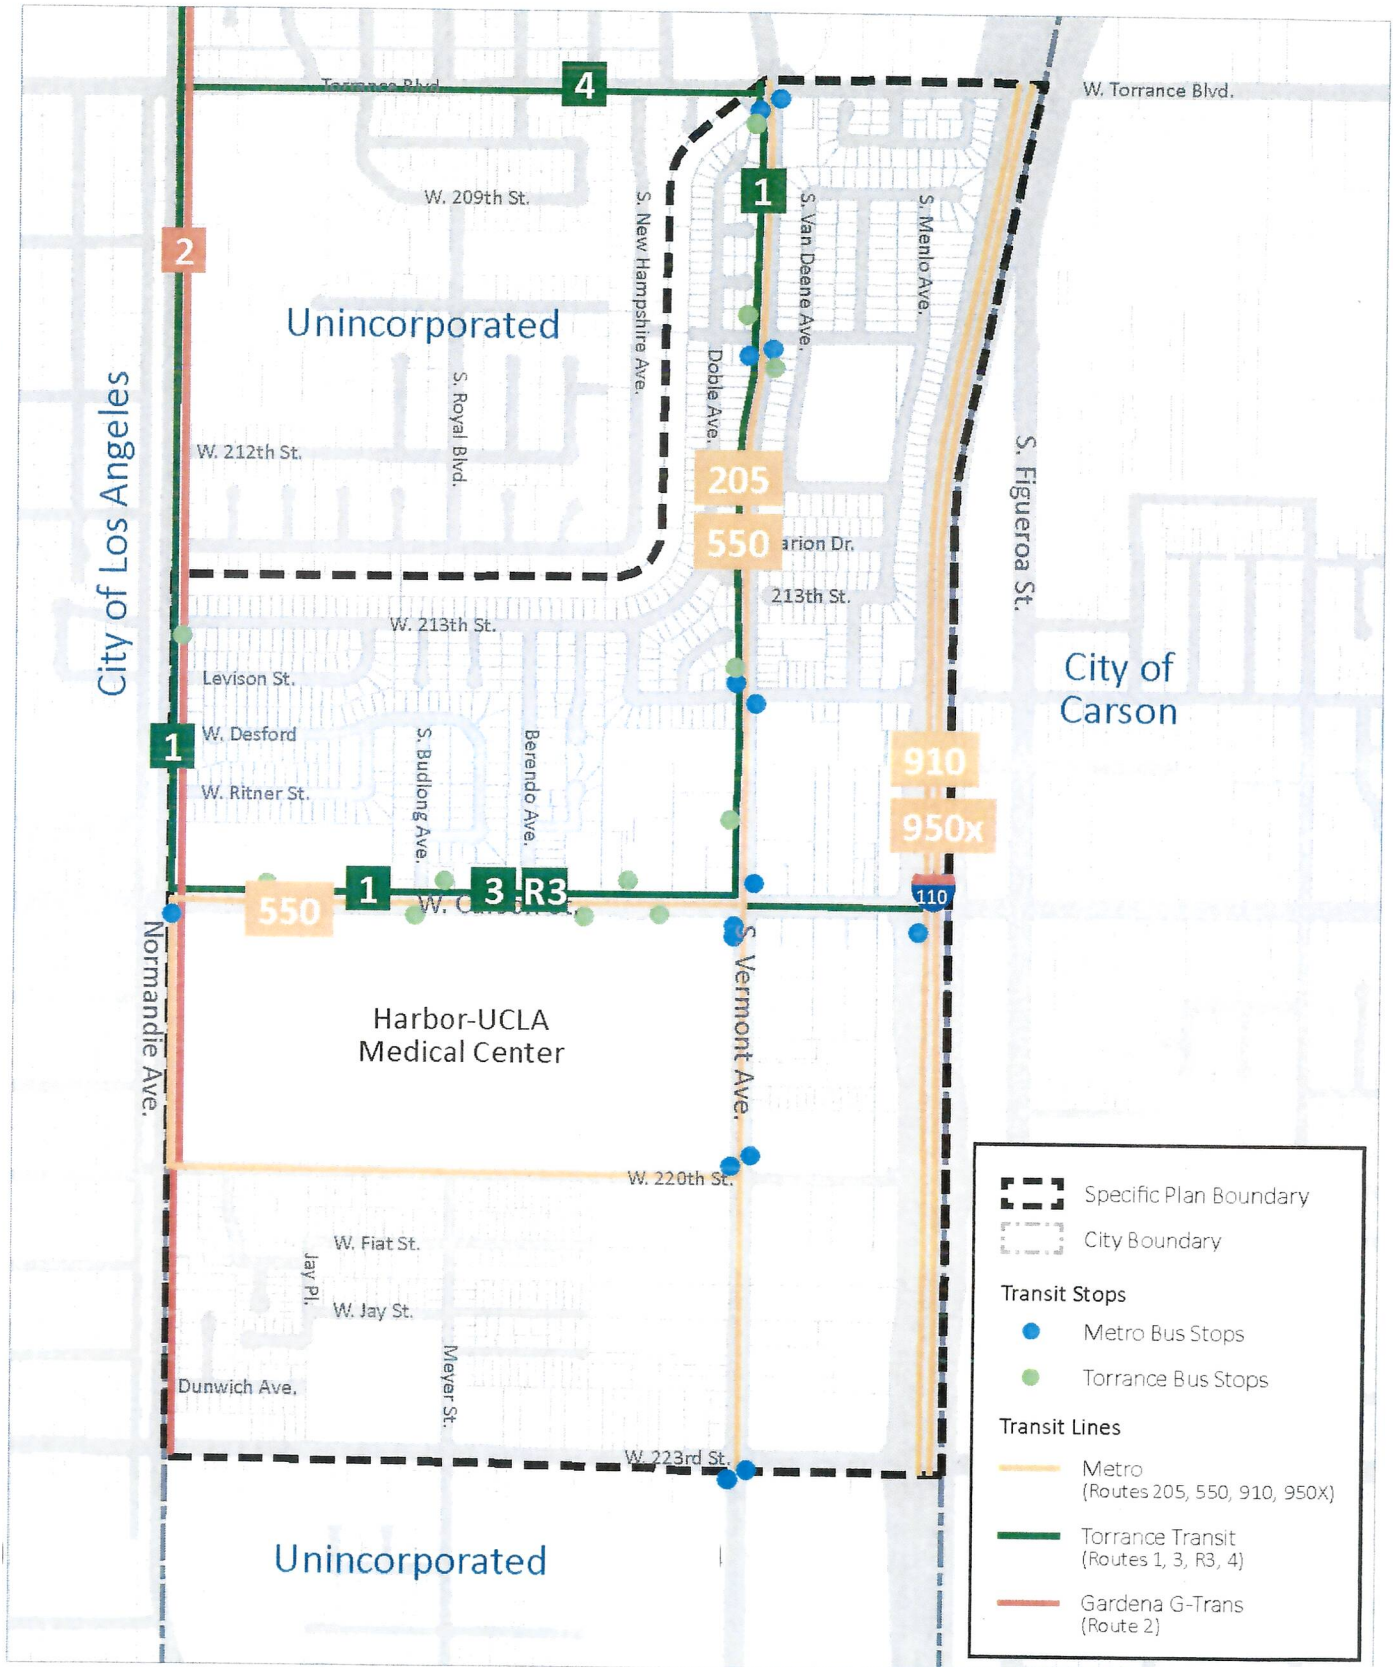 4
Torrance Blvd.
W. Torrance Blvd.
1
W. 209th St.
S. New Hampshire Ave.
S. Van Deene Ave.
S. Menlo Ave.
2
Unincorporated
City of Los Angeles
S. Royal Blvd.
Doble Ave.
W. 212th St.
S. Figueroa St.
205
550
arion Dr.
213th St.
W. 213th St.
Levison St.
City of
Carson
1
W. Desford
S. Budlong Ave.
Berendo Ave.
W. Ritner St.
910
950x
1
3
R3
550
110
Normandie Ave.
S. Vermont Ave.
Harbor-UCLA
Medical Center
W. 220th St.
W. Fiat St.
Jay Pl.
W. Jay St.
Meyer St.
Dunwich Ave.
W. 223rd St.
Unincorporated
Specific Plan Boundary
City Boundary
Transit Stops
Metro Bus Stops
Torrance Bus Stops
Transit Lines
Metro
(Routes 205, 550, 910, 950X)
Torrance Transit
(Routes 1, 3, R3, 4)
Gardena G-Trans
(Route 2)